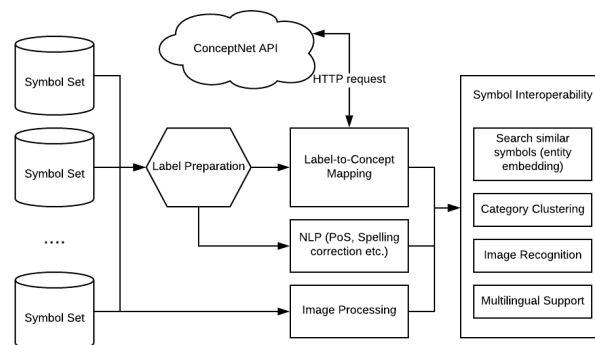 ConceptNet API
Symbol Set
HTTP request
Symbol Interoperability
Symbol Set
Label Preparation
Label-to-Concept
Mapping
Search similar
symbols (entity
embedding)
Category Clustering
....
NLP (PoS, Spelling
correction etc.)
Image Recognition
Symbol Set
Image Processing
Multilingual Support